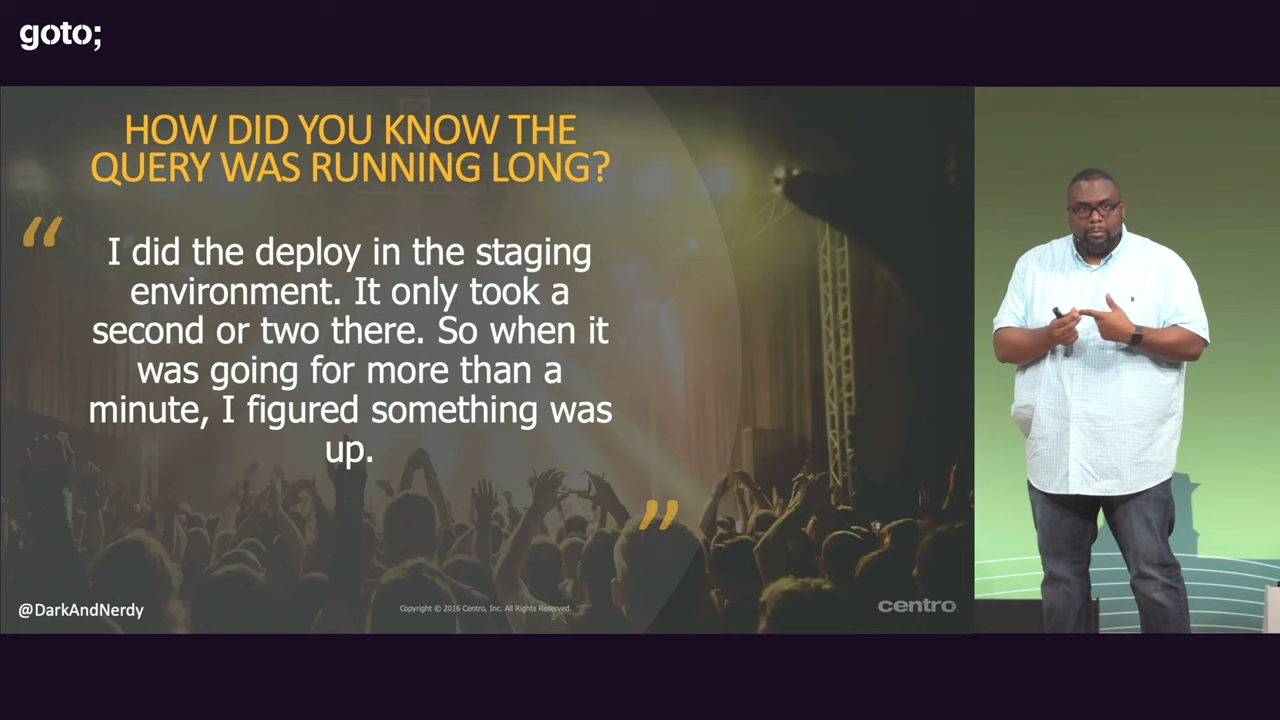 goto;
HOW DID YOU KNOW THE
QUERY WAS RUNNING LONG?
“
I did the deploy in the staging
environment. It only took a
second or two there. So when it
was going for more than a
minute, I figured something was
up.
”
@DarkAndNerdy
Copyright © 2016 Centro, Inc. All Rights Reserved.
centro